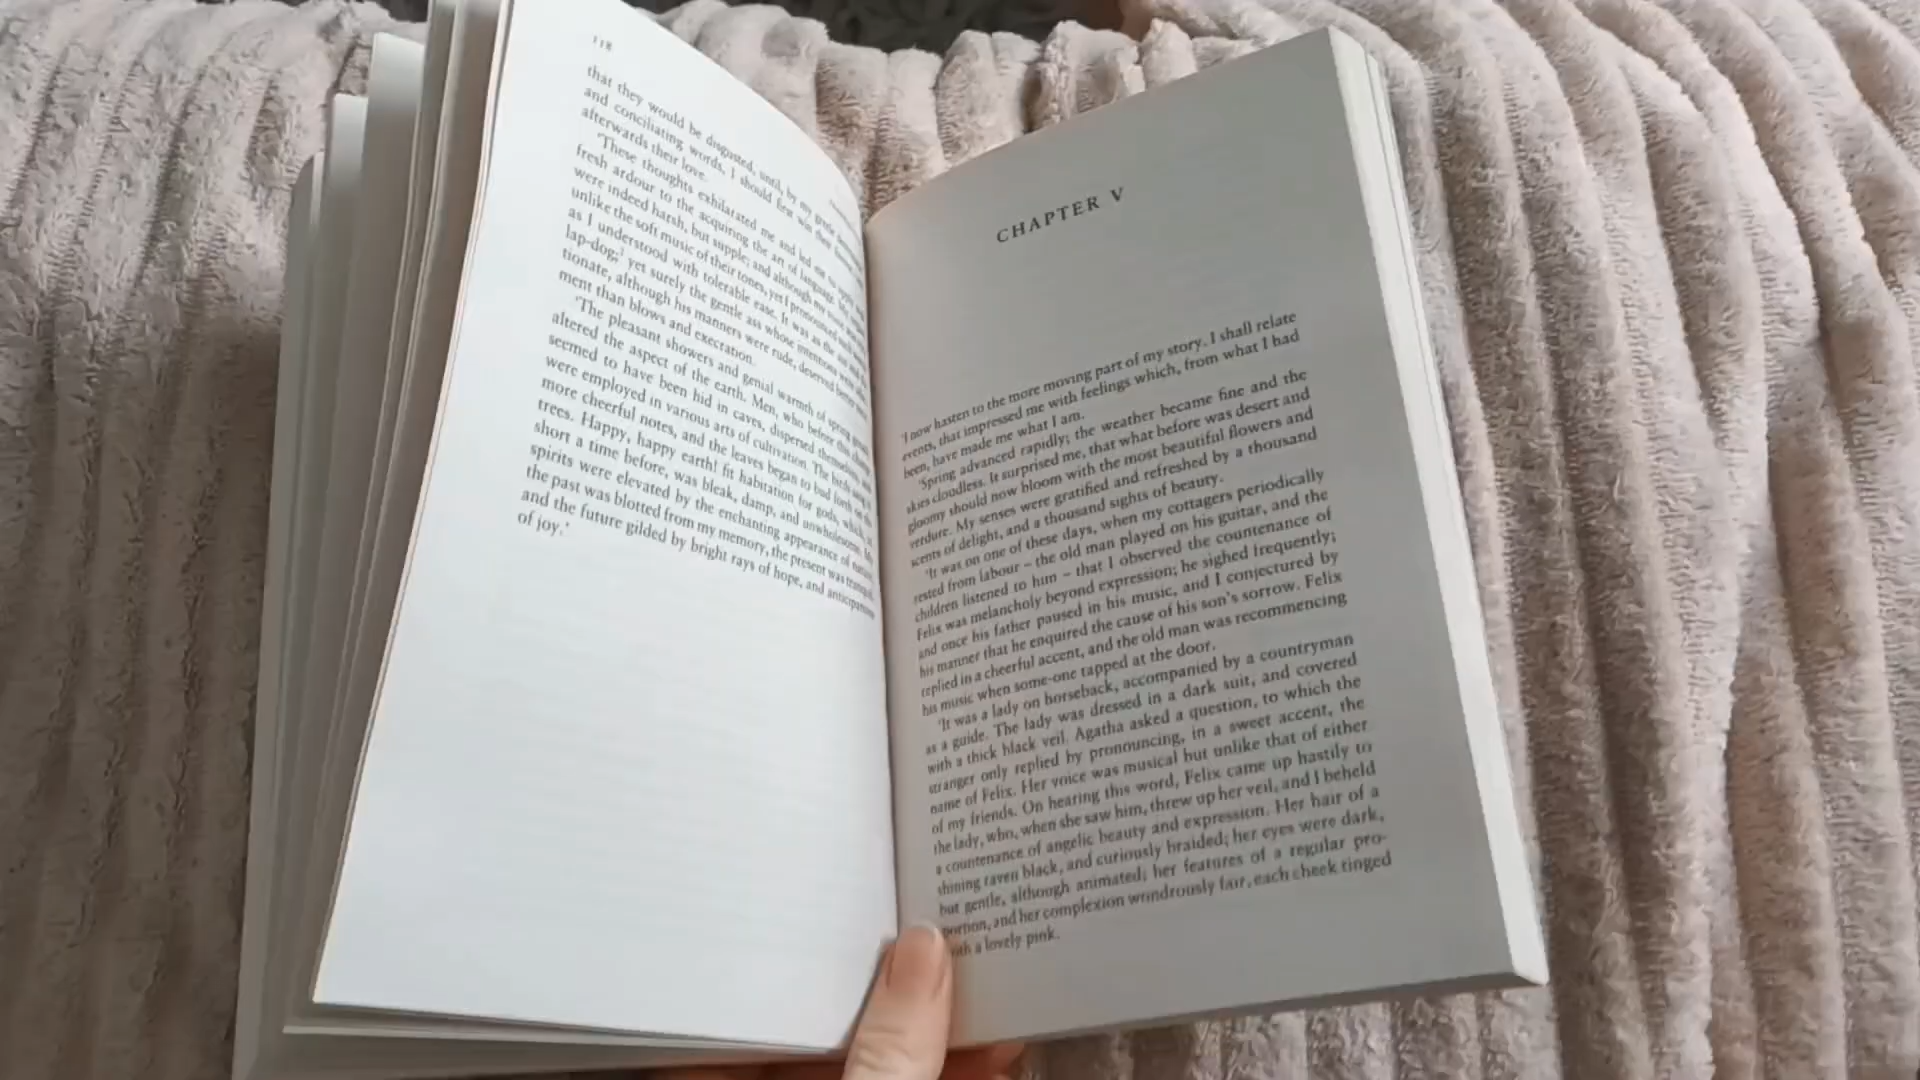 118
that they would be disgusted, until, by my gentle
and conciliating words, I should first win their
afterwards their love.
'These thoughts exhilarated me and led me to apply with
fresh ardour to the acquiring the art of language. My organs
were indeed harsh, but supple; and although my voice was very
unlike the soft music of their tones, yet I pronounced such words
as I understood with tolerable ease. It was as the ass and the
lap-dog; yet surely the gentle ass whose intentions were affec-
tionate, although his manners were rude, deserved better treat-
ment than blows and execration.
'The pleasant showers and genial warmth of spring greatly
altered the aspect of the earth. Men, who before this change
seemed to have been hid in caves, dispersed themselves, and
were employed in various arts of cultivation. The birds sang in
more cheerful notes, and the leaves began to bud forth on the
trees. Happy, happy earth! fit habitation for gods, which, so
short a time before, was bleak, damp, and unwholesome. My
spirits were elevated by the enchanting appearance of nature;
the past was blotted from my memory, the present was tranquil,
and the future gilded by bright rays of hope, and anticipations
of joy.'
CHAPTER V
'I now hasten to the more moving part of my story. I shall relate
events, that impressed me with feelings which, from what I had
been, have made me what I am.
'Spring advanced rapidly; the weather became fine and the
skies cloudless. It surprised me, that what before was desert and
gloomy should now bloom with the most beautiful flowers and
verdure. My senses were gratified and refreshed by a thousand
scents of delight, and a thousand sights of beauty.
'It was on one of these days, when my cottagers periodically
rested from labour – the old man played on his guitar, and the
children listened to him – that I observed the countenance of
Felix was melancholy beyond expression; he sighed frequently;
and once his father paused in his music, and I conjectured by
his manner that he enquired the cause of his son's sorrow. Felix
replied in a cheerful accent, and the old man was recommencing
his music when some-one tapped at the door.
'It was a lady on horseback, accompanied by a countryman
as a guide. The lady was dressed in a dark suit, and covered
with a thick black veil. Agatha asked a question, to which the
stranger only replied by pronouncing, in a sweet accent, the
name of Felix. Her voice was musical but unlike that of either
of my friends. On hearing this word, Felix came up hastily to
the lady, who, when she saw him, threw up her veil, and I beheld
a countenance of angelic beauty and expression. Her hair of a
shining raven black, and curiously braided; her eyes were dark,
but gentle, although animated; her features of a regular pro-
portion, and her complexion wondrously fair, each cheek tinged
with a lovely pink.